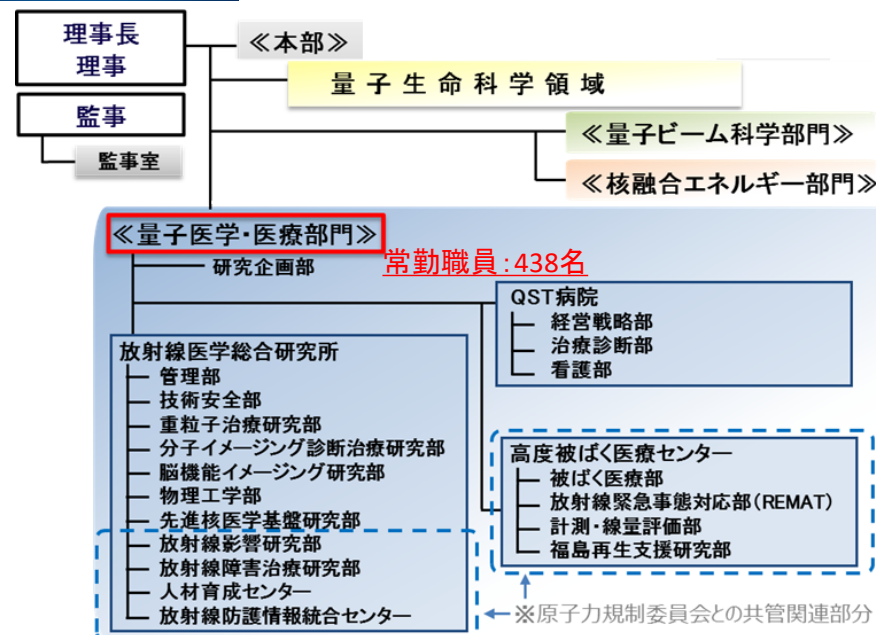 理事長
理事
≪本部≫
量子生命科学領域
監事
監事室
≪量子ビーム科学部門≫
≪核融合エネルギー部門≫
≪量子医学・医療部門≫
研究企画部
常勤職員:438名
QST病院
経営戦略部
治療診断部
看護部
放射線医学総合研究所
管理部
技術安全部
重粒子治療研究部
分子イメージング診断治療研究部
脳機能イメージング研究部
物理工学部
先進核医学基盤研究部
放射線影響研究部
放射線障害治療研究部
人材育成センター
放射線防護情報統合センター
高度被ばく医療センター
被ばく医療部
放射線緊急事態対応部(REMAT)
計測・線量評価部
福島再生支援研究部
※原子力規制委員会との共管関連部分